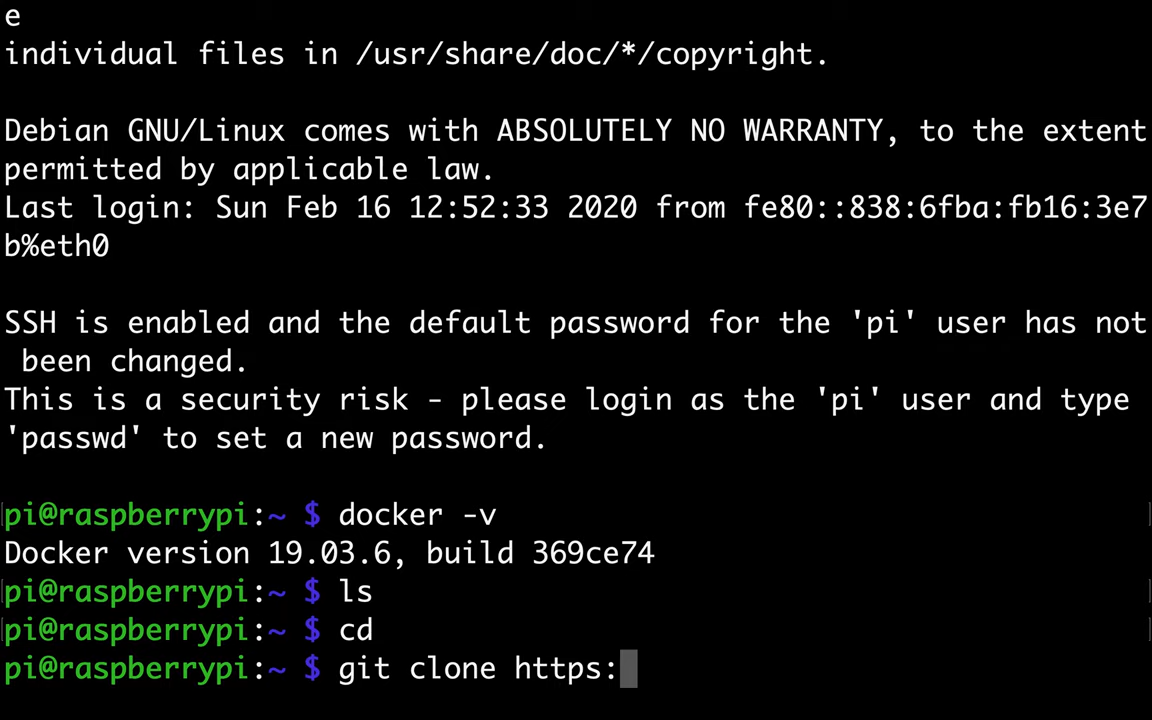 e
individual files in /usr/share/doc/*/copyright.
Debian GNU/Linux comes with ABSOLUTELY NO WARRANTY, to the extent
permitted by applicable law.
Last login: Sun Feb 16 12:52:33 2020 from fe80::838:6fba:fb16:3e7
b%eth0
SSH is enabled and the default password for the 'pi' user has not
been changed.
This is a security risk - please login as the 'pi' user and type
'passwd' to set a new password.
pi@raspberrypi:~ $ docker -v
Docker version 19.03.6, build 369ce74
pi@raspberrypi:~ $ ls
pi@raspberrypi:~ $ cd
pi@raspberrypi:~ $ git clone https: